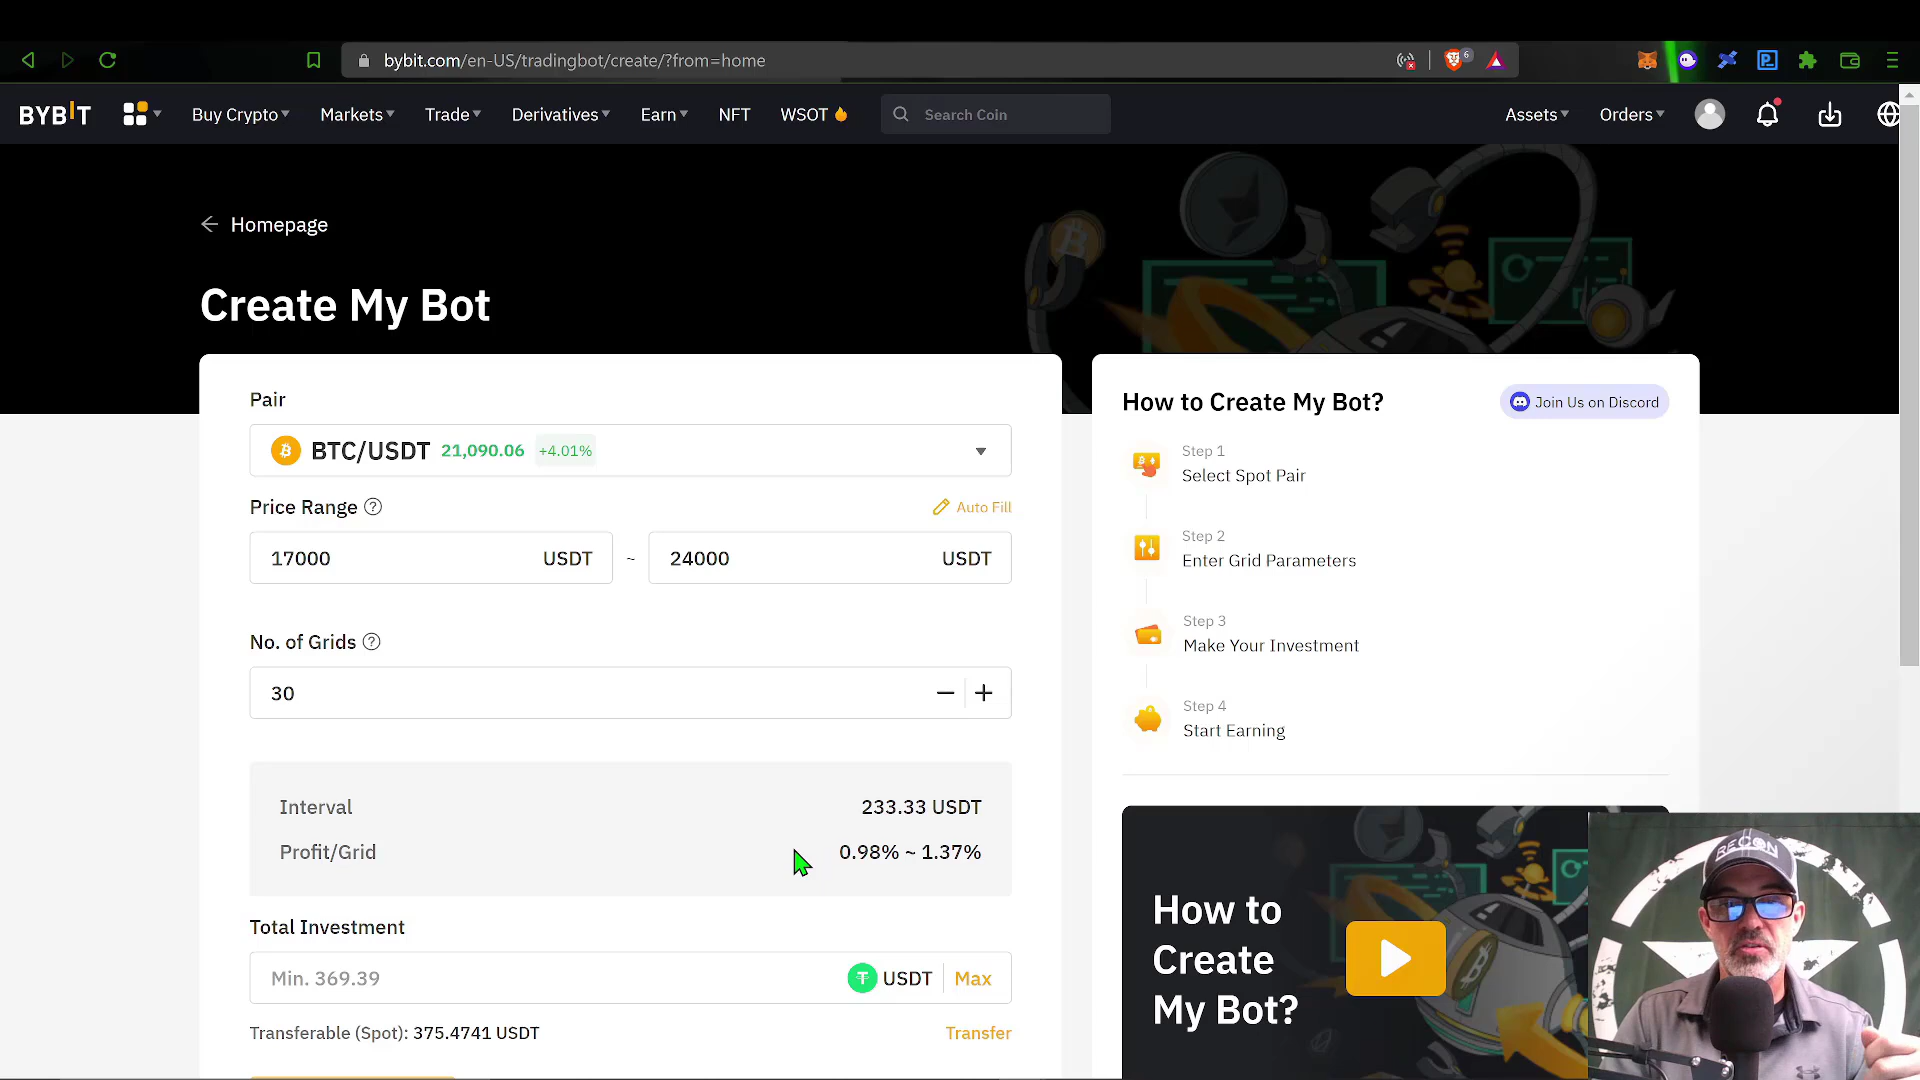 bybit.com/en-US/tradingbot/create/?from=home
6
BYBIT
Buy Crypto
Markets
Trade
Derivatives
Earn
NFT
WSOT
Search Coin
Assets
Orders
Homepage
Create My Bot
Pair
BTC/USDT 21,090.06 +4.01%
Price Range
Auto Fill
17000 USDT ~ 24000 USDT
No. of Grids
30
Interval 233.33 USDT
Profit/Grid 0.98% ~ 1.37%
Total Investment
Min. 369.39 USDT Max
Transferable (Spot): 375.4741 USDT Transfer
How to Create My Bot?
Join Us on Discord
Step 1
Select Spot Pair
Step 2
Enter Grid Parameters
Step 3
Make Your Investment
Step 4
Start Earning
How to
Create
My Bot?
RECON